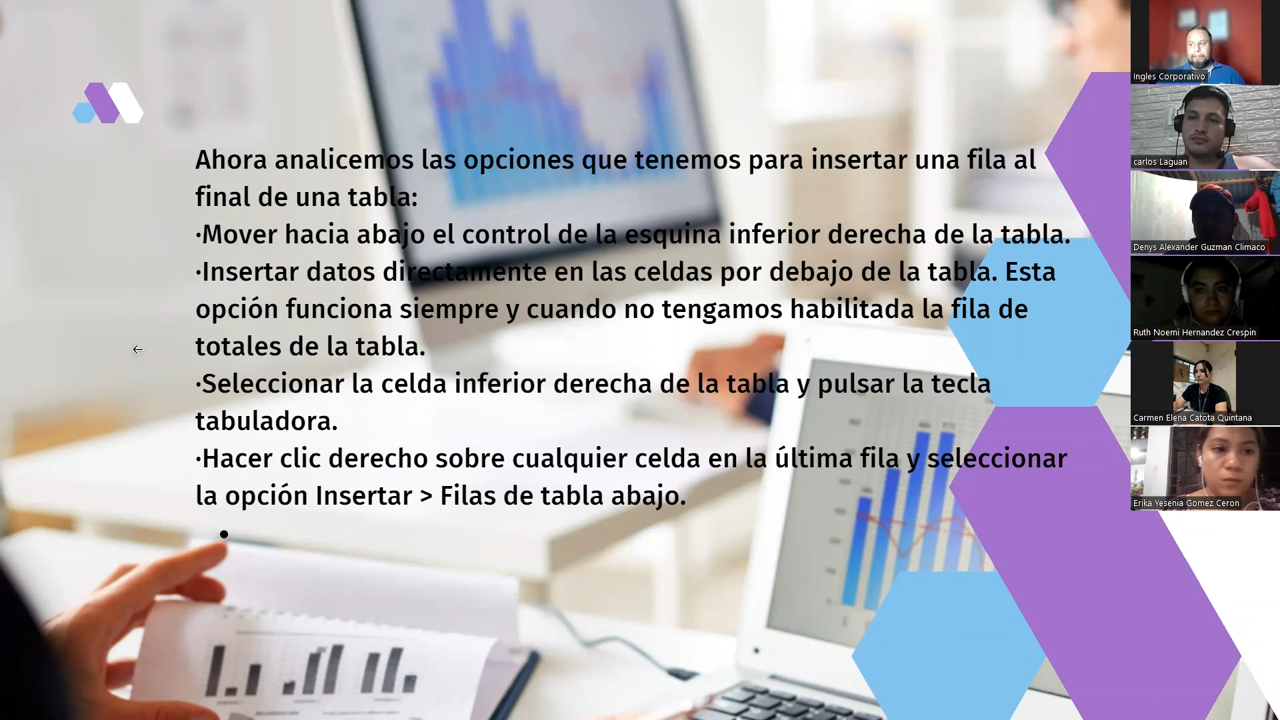 Ahora analicemos las opciones que tenemos para insertar una fila al
final de una tabla:
·Mover hacia abajo el control de la esquina inferior derecha de la tabla.
·Insertar datos directamente en las celdas por debajo de la tabla. Esta
opción funciona siempre y cuando no tengamos habilitada la fila de
totales de la tabla.
·Seleccionar la celda inferior derecha de la tabla y pulsar la tecla
tabuladora.
·Hacer clic derecho sobre cualquier celda en la última fila y seleccionar
la opción Insertar > Filas de tabla abajo.
•
Ingles Corporativo
carlos Laguan
Denys Alexander Guzman Climaco
Ruth Noemi Hernandez Crespin
Carmen Elena Catota Quintana
Erika Yesenia Gomez Ceron